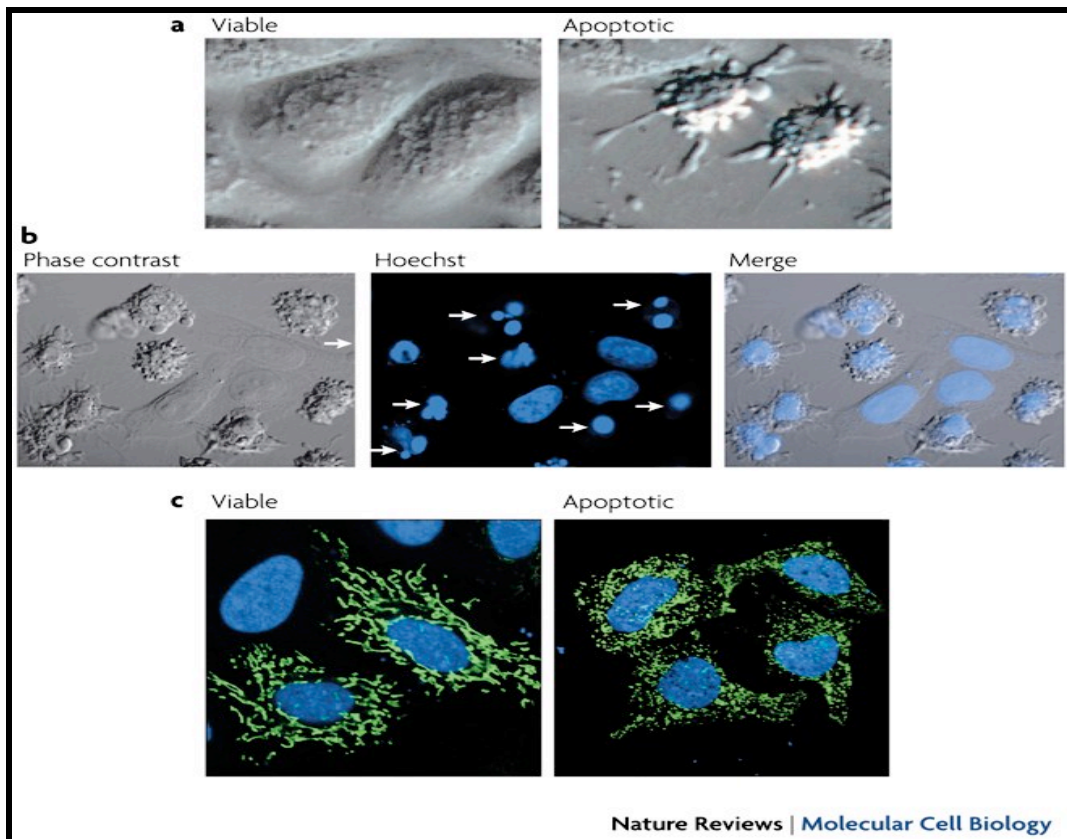 a Viable Apoptotic
b
Phase contrast Hoechst Merge
c Viable Apoptotic
Nature Reviews | Molecular Cell Biology